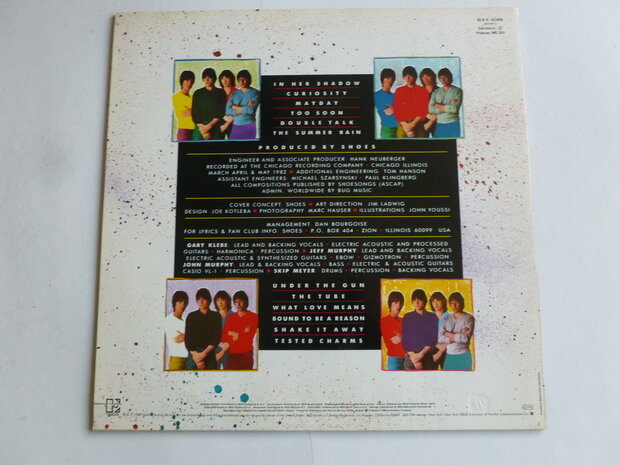 IN HER SHADOW
CURIOSITY
MAYDAY
TOO SOON
DOUBLE TALK
THE SUMMER RAIN
PRODUCED BY SHOES
ENGINEER AND ASSOCIATE PRODUCER HANK NEUBERGER
RECORDED AT THE CHICAGO RECORDING COMPANY · CHICAGO ILLINOIS
MARCH APRIL & MAY 1982 ★ ADDITIONAL ENGINEERING TOM HANSON
ASSISTANT ENGINEERS MICHAEL SZARSYNSKI · PAUL KLINGBERG
ALL COMPOSITIONS PUBLISHED BY SHOESONGS (ASCAP)
ADMIN. WORLDWIDE BY BUG MUSIC
COVER CONCEPT SHOES ★ ART DIRECTION JIM LADWIG
DESIGN JOE KOTLEBA ★ PHOTOGRAPHY MARC HAUSER ★ ILLUSTRATIONS JOHN YOUSSI
MANAGEMENT DAN BOURGOISE
FOR LYRICS & FAN CLUB INFO SHOES · P.O. BOX 404 · ZION · ILLINOIS 60099 USA
GARY KLEBE LEAD AND BACKING VOCALS · ELECTRIC ACOUSTIC AND PROCESSED
GUITARS · HARMONICA · PERCUSSION ★ JEFF MURPHY LEAD AND BACKING VOCALS
ELECTRIC ACOUSTIC & SYNTHESIZED GUITARS · EBOW · GIZMOTRON · PERCUSSION
JOHN MURPHY LEAD & BACKING VOCALS · BASS · ELECTRIC & ACOUSTIC GUITARS
CASIO VL-1 · PERCUSSION ★ SKIP MEYER DRUMS · PERCUSSION · BACKING VOCALS
UNDER THE GUN
THE TUBE
WHAT LOVE MEANS
BOUND TO BE A REASON
SHAKE IT AWAY
TESTED CHARMS